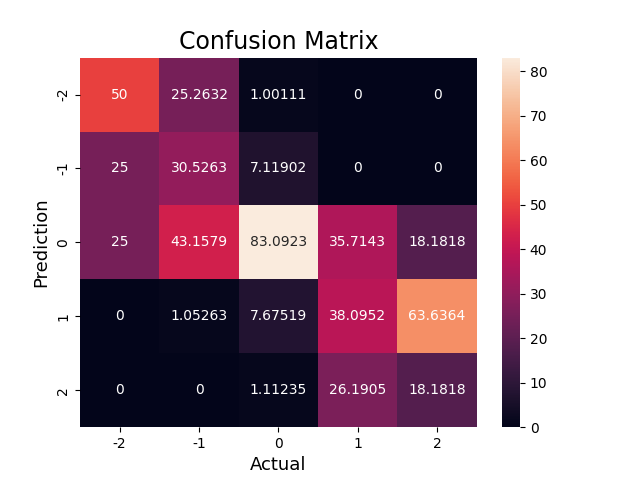 Confusion Matrix
-2 50 25.2632 1.00111 0 0
-1 25 30.5263 7.11902 0 0
0 25 43.1579 83.0923 35.7143 18.1818
1 0 1.05263 7.67519 38.0952 63.6364
2 0 0 1.11235 26.1905 18.1818
-2 -1 0 1 2
Prediction
Actual
80
70
60
50
40
30
20
10
0